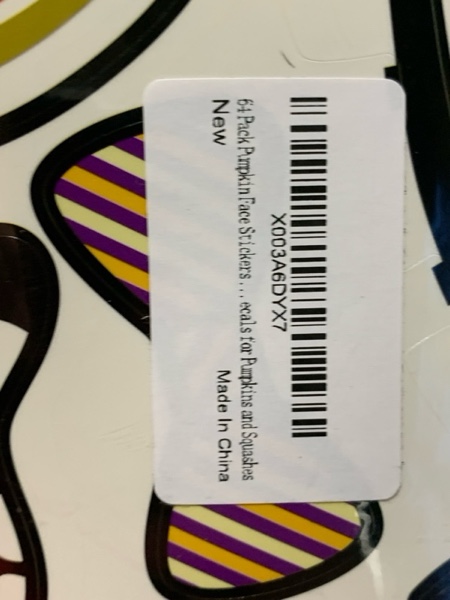 X003A6DYX7
64 Pack Pumpkin Face Stickers...ecals for Pumpkins and Squashes
New
Made In China